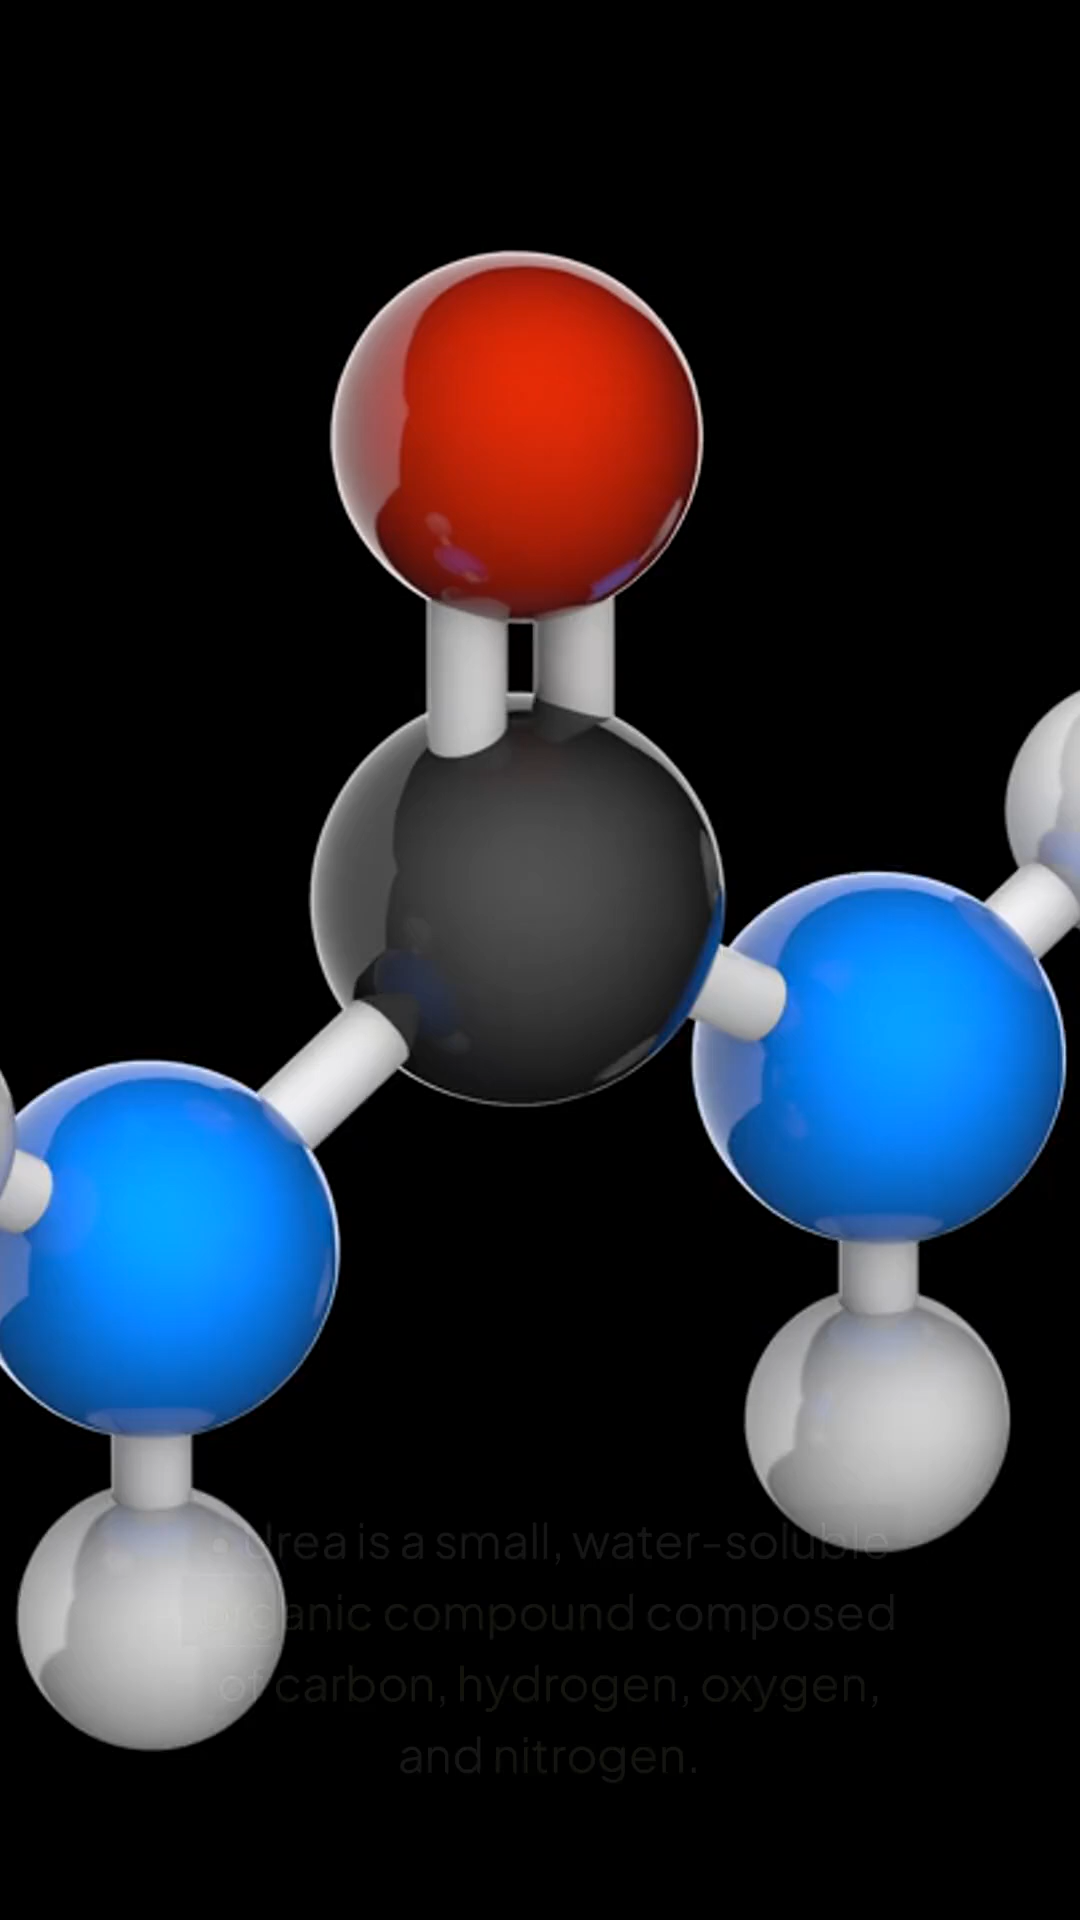 • Urea is a small, water-soluble
organic compound composed
of carbon, hydrogen, oxygen,
and nitrogen.